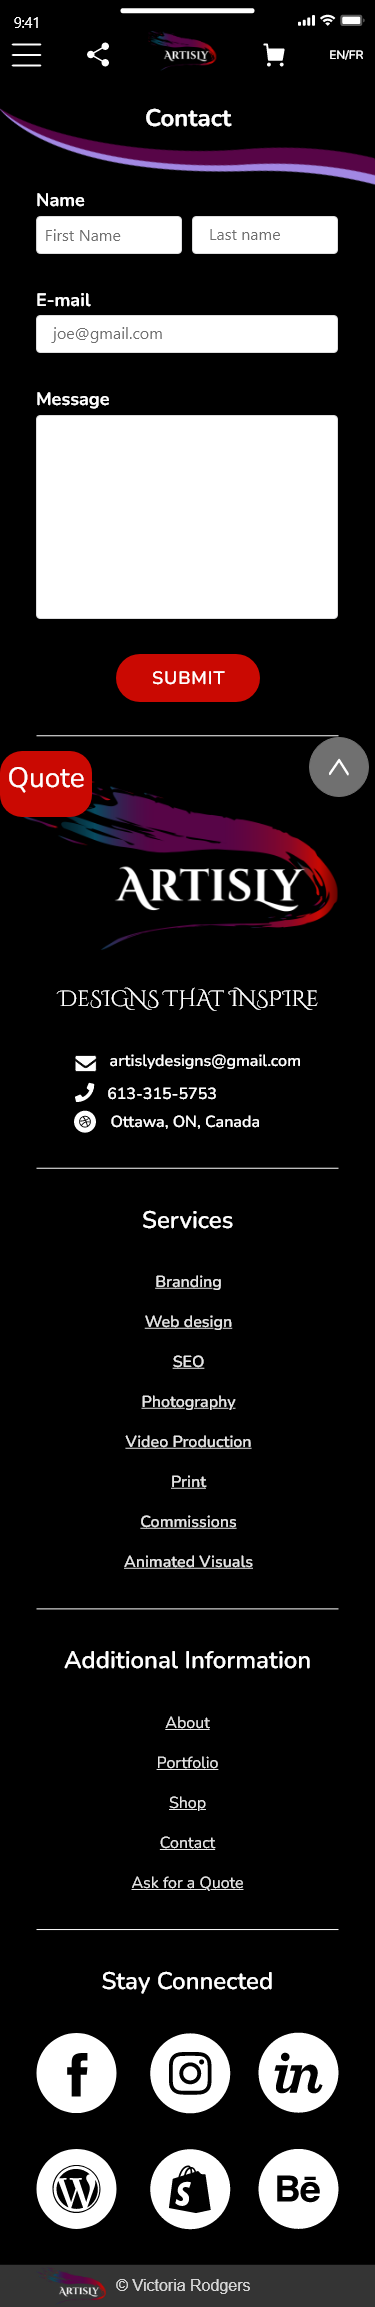 9:41
ARTISLY
EN/FR
Contact
Name
First Name Last name
E-mail
joe@gmail.com
Message
SUBMIT
Quote
ARTISLY
DESIGNS THAT INSPIRE
artislydesigns@gmail.com
613-315-5753
Ottawa, ON, Canada
Services
Branding
Web design
SEO
Photography
Video Production
Print
Commissions
Animated Visuals
Additional Information
About
Portfolio
Shop
Contact
Ask for a Quote
Stay Connected
f
in
W
S
Bē
ARTISLY © Victoria Rodgers